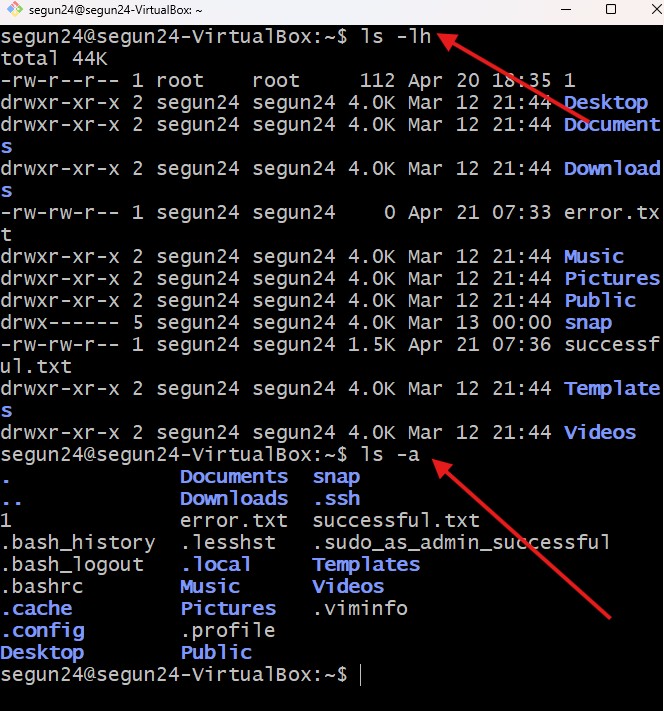 segun24@segun24-VirtualBox: ~
segun24@segun24-VirtualBox:~$ ls -lh
total 44K
-rw-r--r-- 1 root    root     112 Apr 20 18:35 1
drwxr-xr-x 2 segun24 segun24 4.0K Mar 12 21:44 Desktop
drwxr-xr-x 2 segun24 segun24 4.0K Mar 12 21:44 Document
s
drwxr-xr-x 2 segun24 segun24 4.0K Mar 12 21:44 Download
s
-rw-rw-r-- 1 segun24 segun24    0 Apr 21 07:33 error.tx
t
drwxr-xr-x 2 segun24 segun24 4.0K Mar 12 21:44 Music
drwxr-xr-x 2 segun24 segun24 4.0K Mar 12 21:44 Pictures
drwxr-xr-x 2 segun24 segun24 4.0K Mar 12 21:44 Public
drwx------ 5 segun24 segun24 4.0K Mar 13 00:00 snap
-rw-rw-r-- 1 segun24 segun24 1.5K Apr 21 07:36 successf
ul.txt
drwxr-xr-x 2 segun24 segun24 4.0K Mar 12 21:44 Template
s
drwxr-xr-x 2 segun24 segun24 4.0K Mar 12 21:44 Videos
segun24@segun24-VirtualBox:~$ ls -a
.              Documents  snap
..             Downloads  .ssh
1              error.txt  successful.txt
.bash_history  .lesshst   .sudo_as_admin_successful
.bash_logout   .local     Templates
.bashrc        Music      Videos
.cache         Pictures   .viminfo
.config        .profile
Desktop        Public
segun24@segun24-VirtualBox:~$